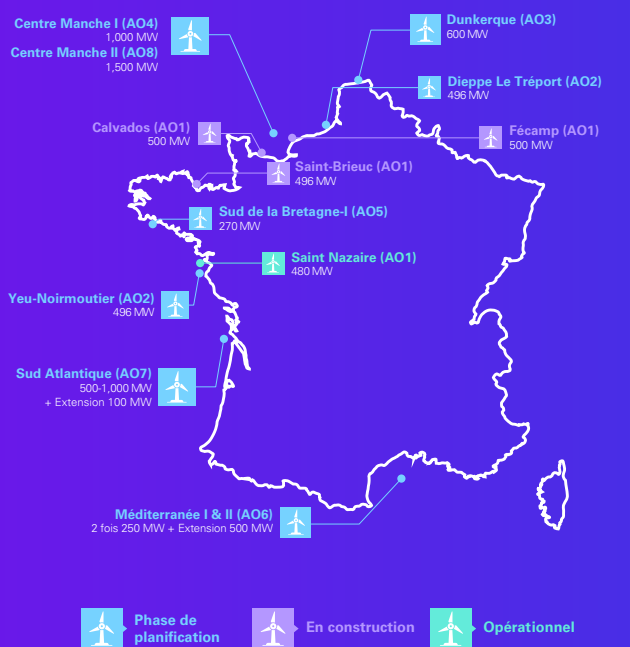 Centre Manche I (AO4)
1,000 MW
Centre Manche II (AO8)
1,500 MW
Dunkerque (AO3)
600 MW
Dieppe Le Tréport (AO2)
496 MW
Calvados (AO1)
500 MW
Fécamp (AO1)
500 MW
Saint-Brieuc (AO1)
496 MW
Sud de la Bretagne-I (AO5)
270 MW
Saint Nazaire (AO1)
480 MW
Yeu-Noirmoutier (AO2)
496 MW
Sud Atlantique (AO7)
500-1,000 MW
+ Extension 100 MW
Méditerranée I & II (AO6)
2 fois 250 MW + Extension 500 MW
Phase de
planification
En construction
Opérationnel